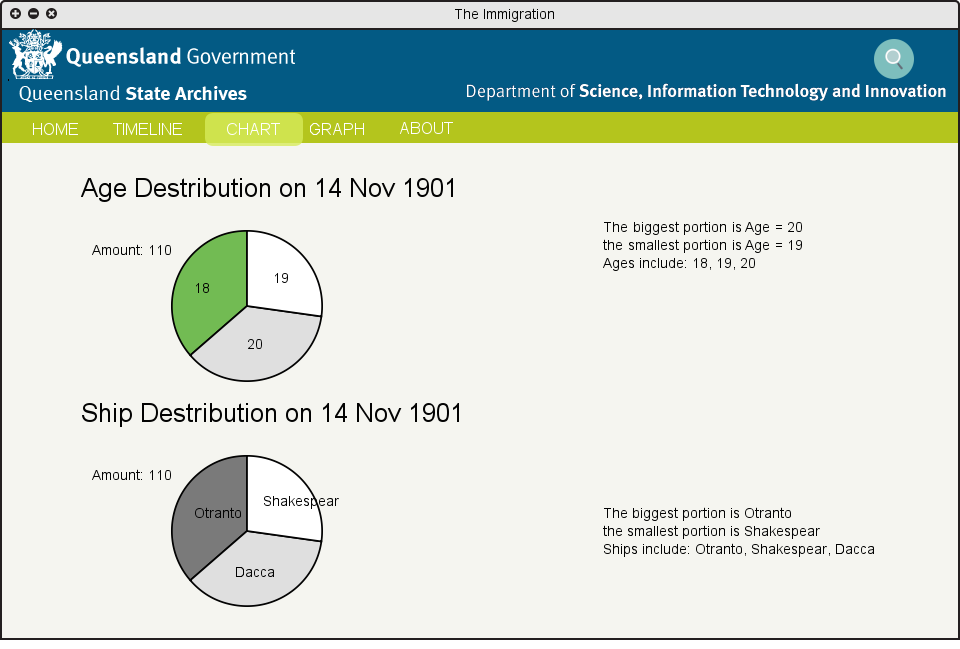 The Immigration
Queensland Government
Queensland State Archives
Department of Science, Information Technology and Innovation
HOME TIMELINE CHART GRAPH ABOUT
Age Destribution on 14 Nov 1901
Amount: 110
18
19
20
The biggest portion is Age = 20
the smallest portion is Age = 19
Ages include: 18, 19, 20
Ship Destribution on 14 Nov 1901
Amount: 110
Otranto
Shakespear
Dacca
The biggest portion is Otranto
the smallest portion is Shakespear
Ships include: Otranto, Shakespear, Dacca